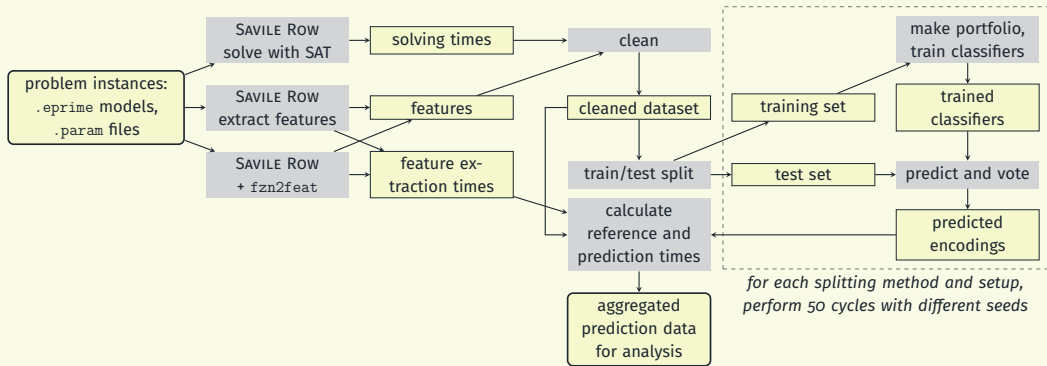 problem instances:
.eprime models,
.param files
SAVILE ROW
solve with SAT
SAVILE ROW
extract features
SAVILE ROW
+ fzn2feat
solving times
features
feature ex-
traction times
clean
cleaned dataset
train/test split
calculate
reference and
prediction times
aggregated
prediction data
for analysis
training set
test set
make portfolio,
train classifiers
trained
classifiers
predict and vote
predicted
encodings
for each splitting method and setup,
perform 50 cycles with different seeds